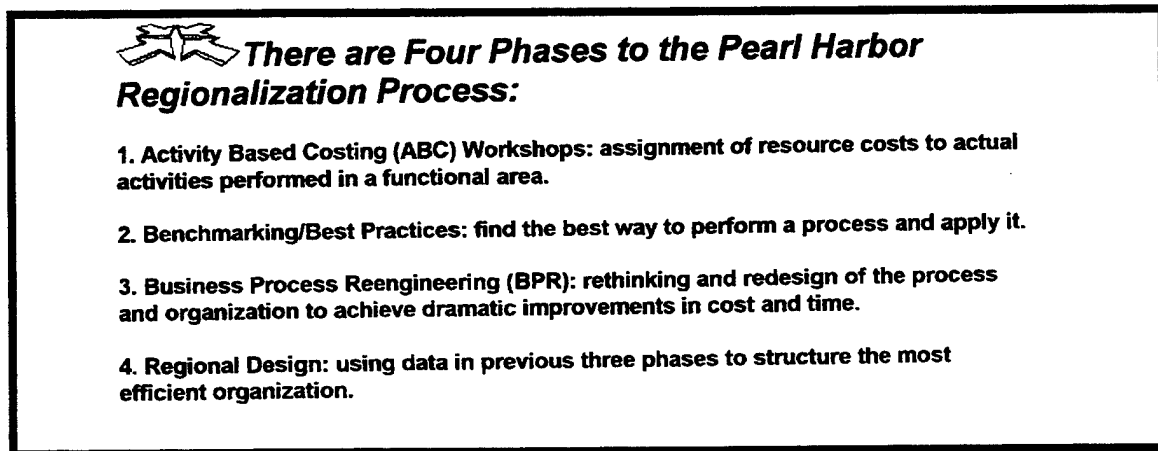 There are Four Phases to the Pearl Harbor
Regionalization Process:
1. Activity Based Costing (ABC) Workshops: assignment of resource costs to actual
activities performed in a functional area.
2. Benchmarking/Best Practices: find the best way to perform a process and apply it.
3. Business Process Reengineering (BPR): rethinking and redesign of the process
and organization to achieve dramatic improvements in cost and time.
4. Regional Design: using data in previous three phases to structure the most
efficient organization.